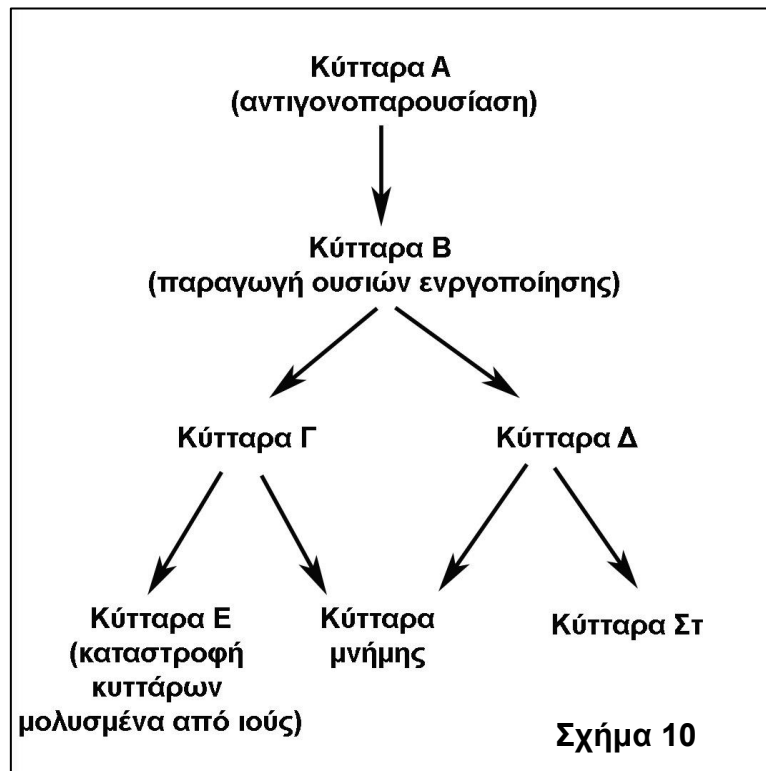 Κύτταρα Α
(αντιγονοπαρουσίαση)
Κύτταρα Β
(παραγωγή ουσιών ενργοποίησης)
Κύτταρα Γ
Κύτταρα Δ
Κύτταρα Ε
(καταστροφή
κυττάρων
μολυσμένα από ιούς)
Κύτταρα
μνήμης
Κύτταρα Στ
Σχήμα 10